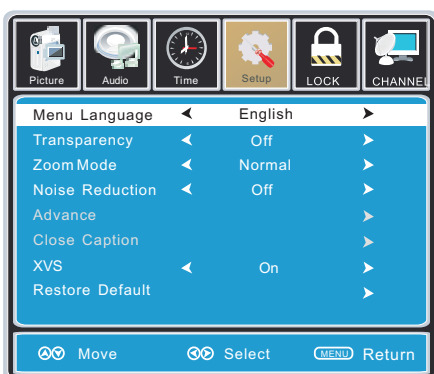 Picture Audio Time Setup LOCK CHANNEL
Menu Language English
Transparency Off
Zoom Mode Normal
Noise Reduction Off
Advance
Close Caption
XVS On
Restore Default
Move Select MENU Return